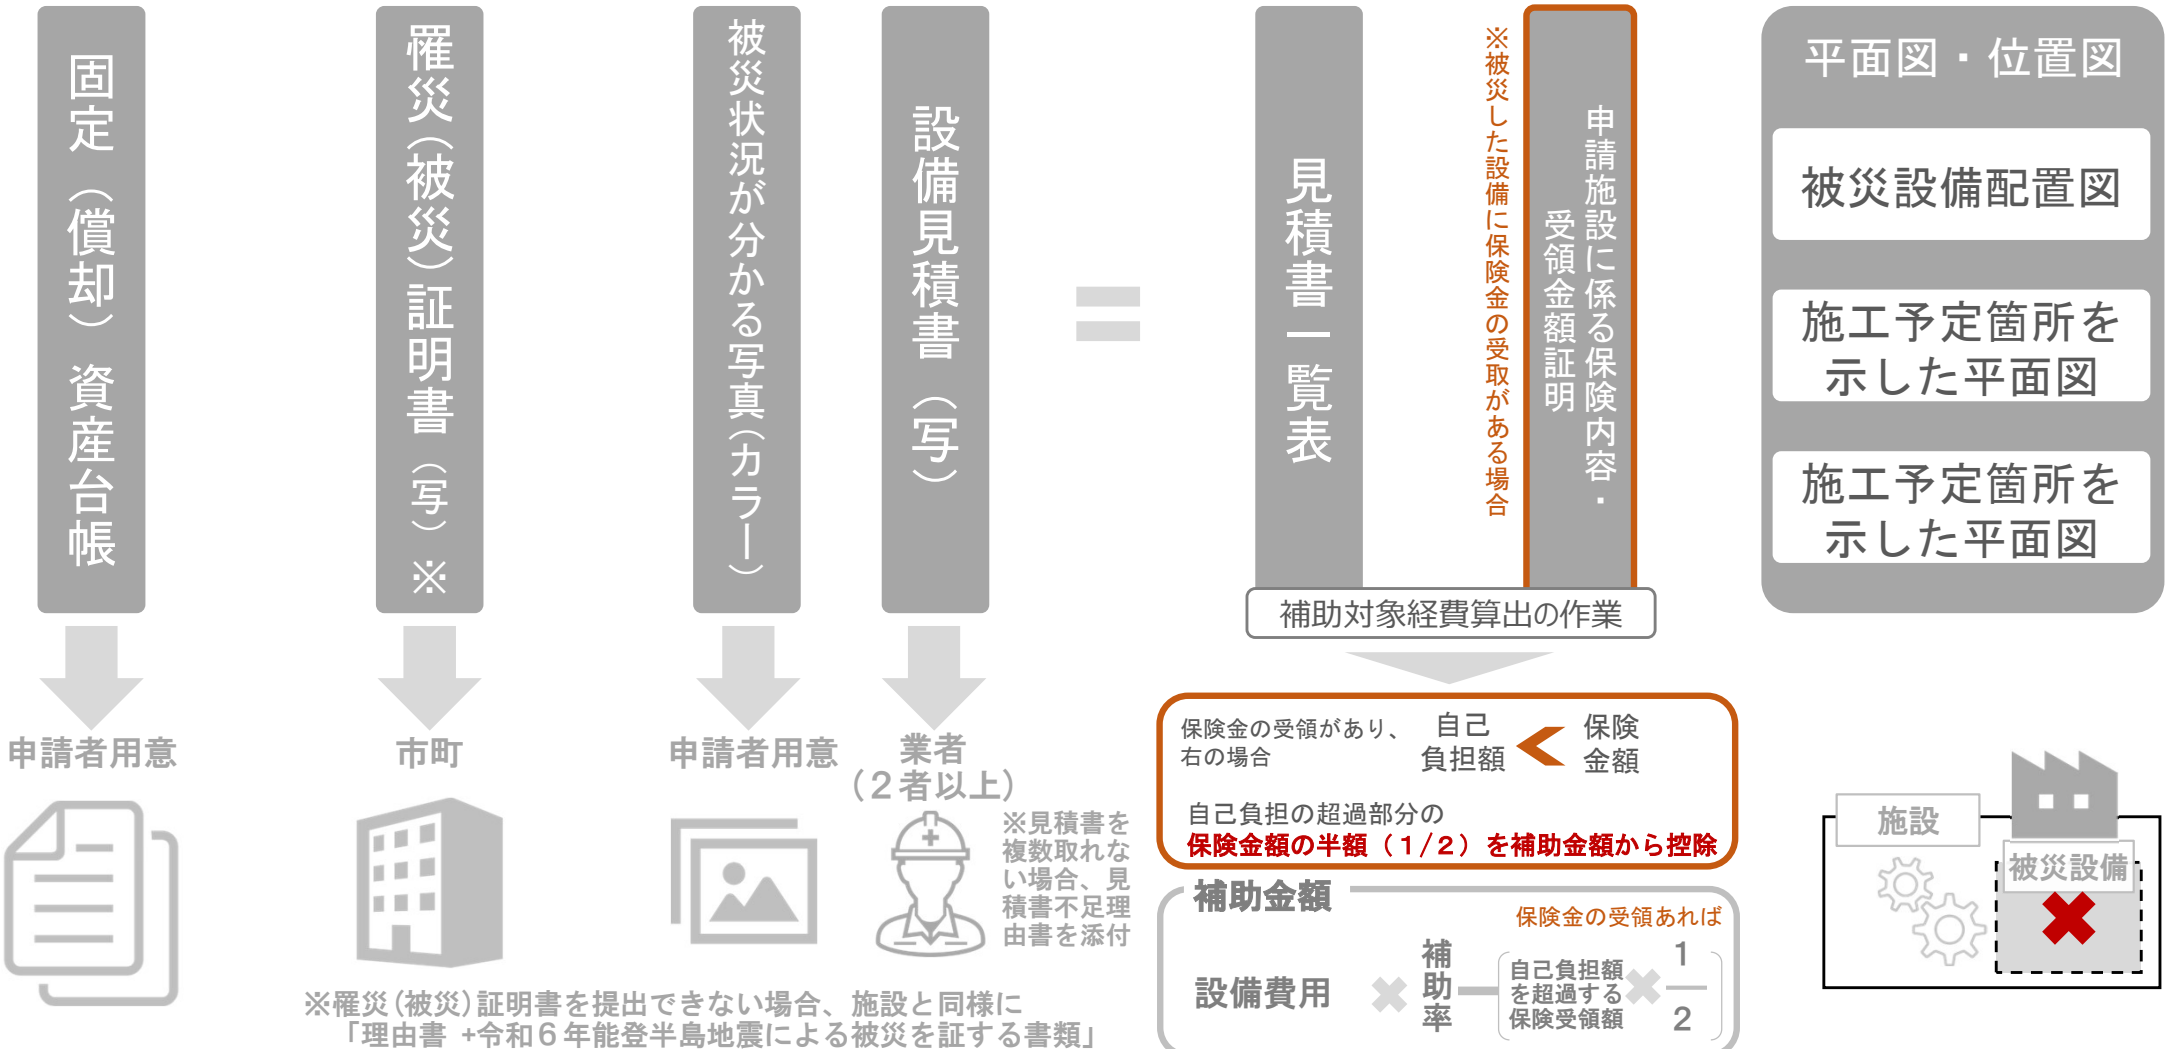 固定（償却）資産台帳
罹災(被災)証明書（写）※
被災状況が分かる写真(カラー)
設備見積書（写）
＝
見積書一覧表
※被災した設備に保険金の受取がある場合
申請施設に係る保険内容・
受領金額証明
平面図・位置図
被災設備配置図
施工予定箇所を
示した平面図
施工予定箇所を
示した平面図
補助対象経費算出の作業
申請者用意
市町
申請者用意
業者
（２者以上）
※見積書を
複数取れな
い場合、見
積書不足理
由書を添付
※罹災(被災)証明書を提出できない場合、施設と同様に
「理由書 +令和６年能登半島地震による被災を証する書類」
保険金の受領があり、
右の場合
自己
負担額
保険
金額
自己負担の超過部分の
保険金額の半額（１/２）を補助金額から控除
補助金額
保険金の受領あれば
設備費用
補助率
自己負担額
を超過する
保険受領額
1
2
施設
被災設備